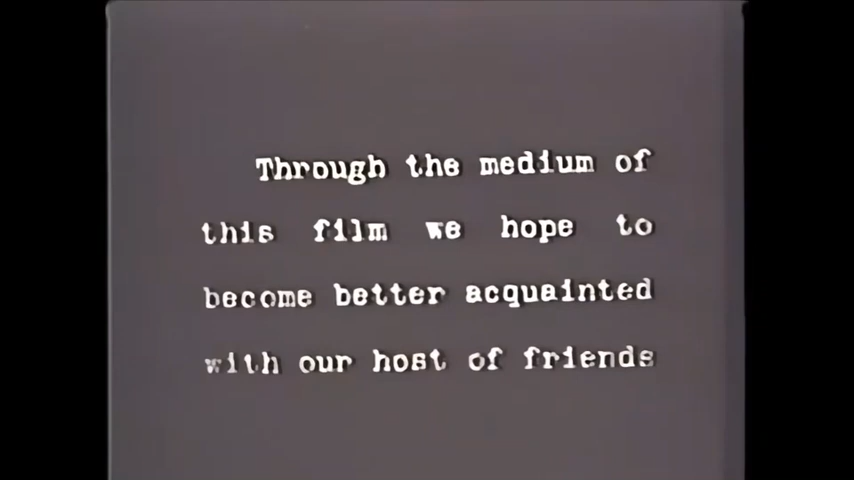 Through the medium of
this film we hope to
become better acquainted
with our host of friends